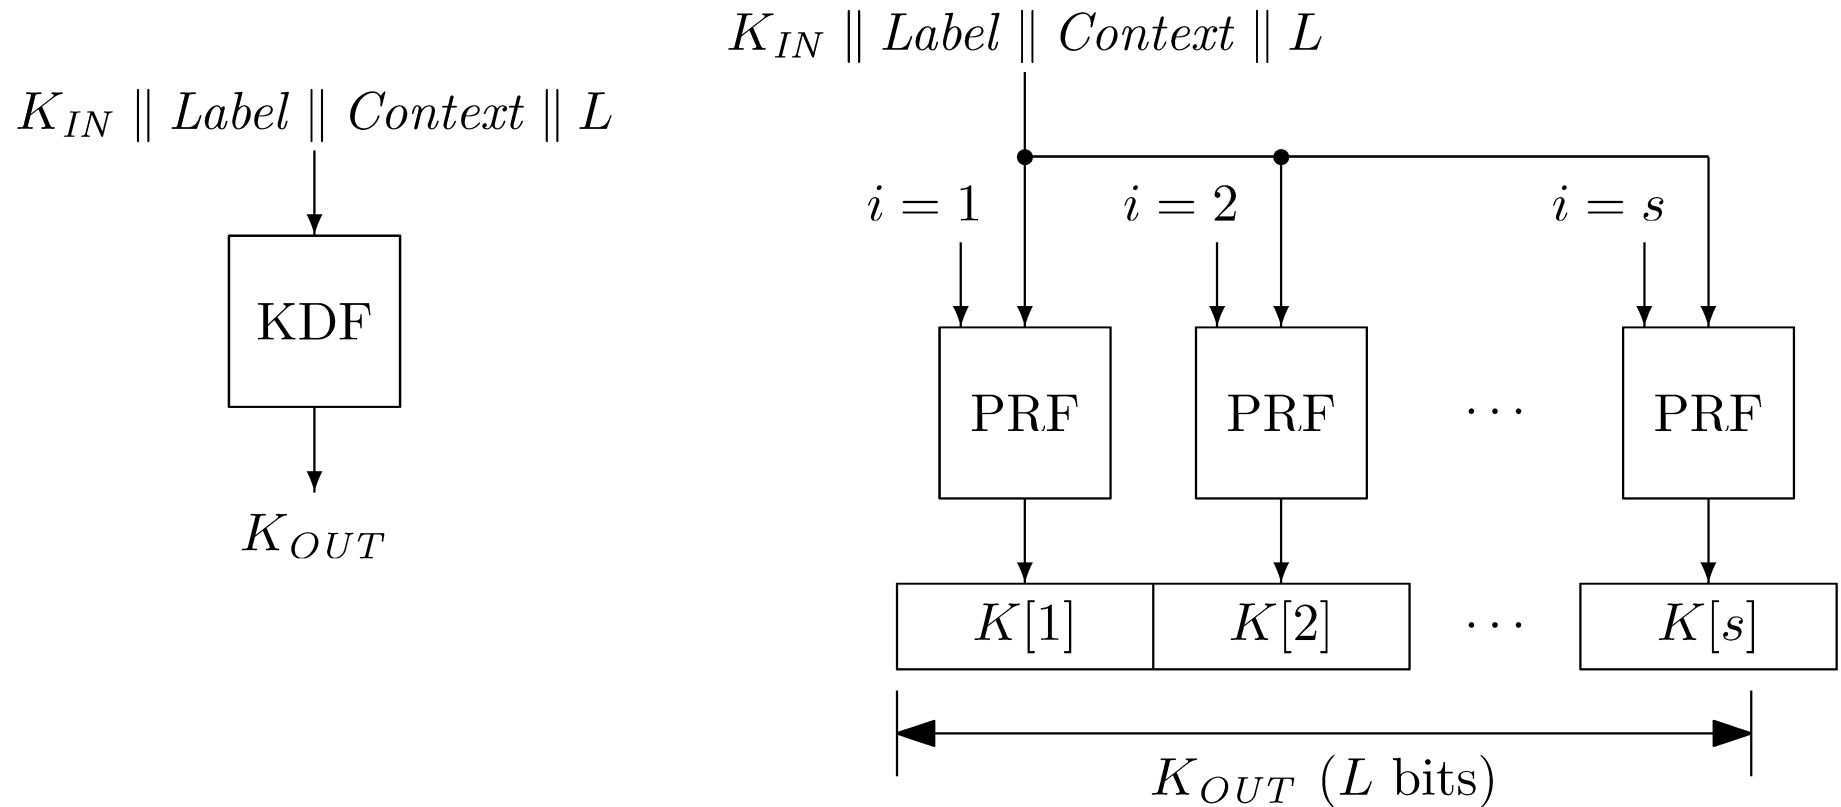 K_IN ∥ Label ∥ Context ∥ L
KDF
K_OUT
K_IN ∥ Label ∥ Context ∥ L
i = 1 i = 2 i = s
PRF PRF ··· PRF
K[1] K[2] ··· K[s]
K_OUT (L bits)